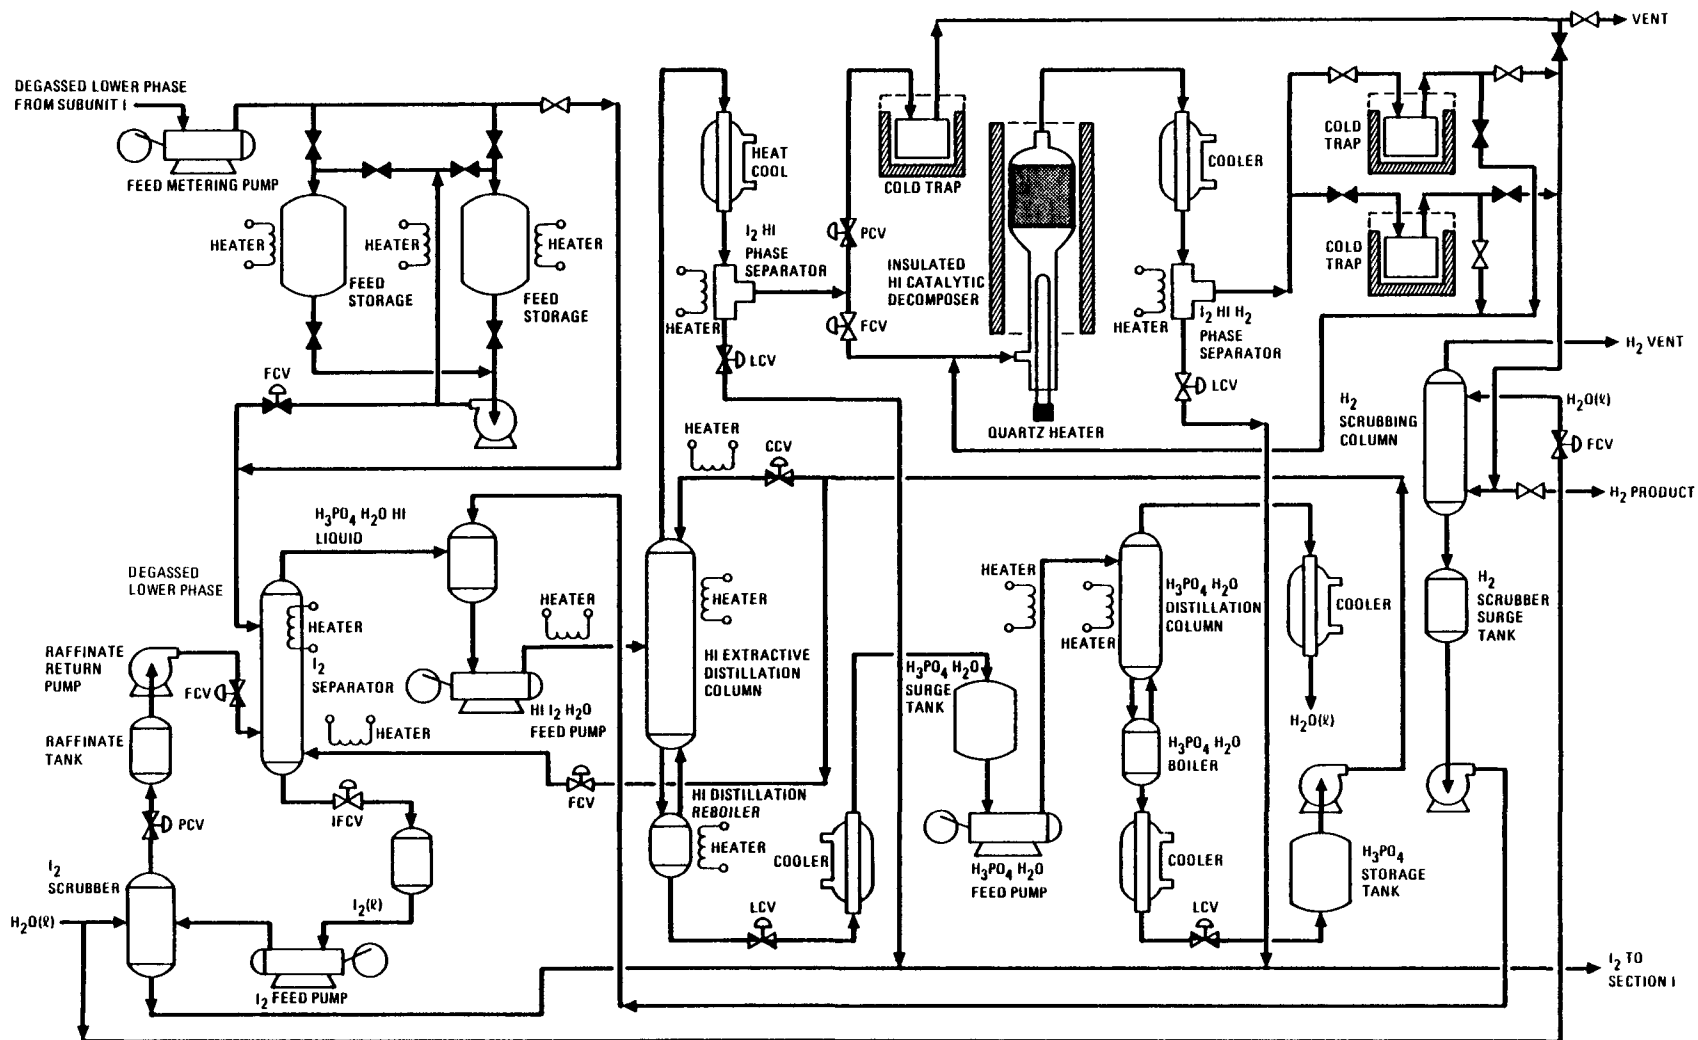 DEGASSED LOWER PHASE
FROM SUBUNIT I
FEED METERING PUMP
HEATER
HEATER
HEATER
FEED
STORAGE
FEED
STORAGE
FCV
HEAT
COOL
I2 HI
PHASE
SEPARATOR
HEATER
LCV
PCV
FCV
COLD TRAP
INSULATED
HI CATALYTIC
DECOMPOSER
QUARTZ HEATER
COOLER
HEATER
I2 HI H2
PHASE
SEPARATOR
LCV
COLD
TRAP
COLD
TRAP
VENT
H2 VENT
H2
SCRUBBING
COLUMN
H2O(ℓ)
FCV
H2 PRODUCT
H2
SCRUBBER
SURGE
TANK
HEATER
CCV
H3PO4 H2O HI
LIQUID
DEGASSED
LOWER PHASE
HEATER
I2
SEPARATOR
RAFFINATE
RETURN
PUMP
FCV
RAFFINATE
TANK
HEATER
HEATER
HI I2 H2O
FEED PUMP
FCV
IFCV
PCV
I2
SCRUBBER
H2O(ℓ)
I2(ℓ)
I2 FEED PUMP
HEATER
HI EXTRACTIVE
DISTILLATION
COLUMN
HI DISTILLATION
REBOILER
HEATER
LCV
COOLER
H3PO4 H2O
SURGE
TANK
H3PO4 H2O
FEED PUMP
HEATER
HEATER
H3PO4 H2O
DISTILLATION
COLUMN
H3PO4 H2O
BOILER
COOLER
LCV
COOLER
H2O(ℓ)
H3PO4
STORAGE
TANK
I2 TO
SECTION I